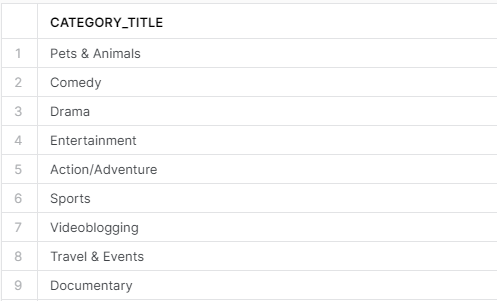 CATEGORY_TITLE
1 Pets & Animals
2 Comedy
3 Drama
4 Entertainment
5 Action/Adventure
6 Sports
7 Videoblogging
8 Travel & Events
9 Documentary